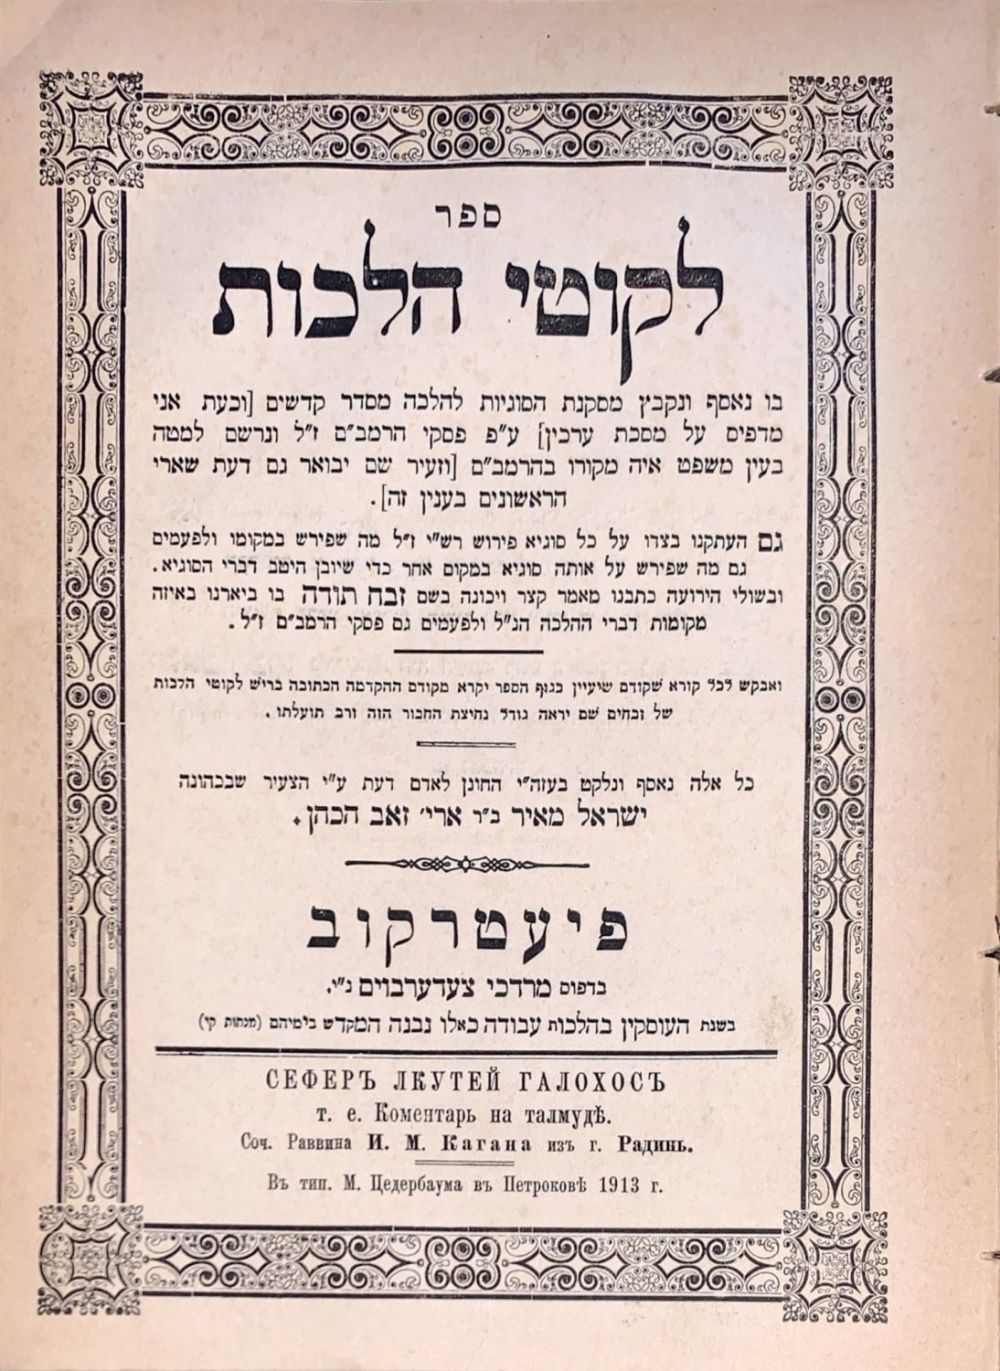 ספר
לקוטי הלכות
בו נאסף ונקבץ מסקנת הסוגיות להלכה מסדר קדשים [וכעת אני
מדפים על מסכת ערכין] ע"פ פסקי הרמב"ם ז"ל ונרשם למטה
בעין משפט איה מקורו בהרמב"ם [וזעיר שם יבואר גם דעת שארי
הראשונים בענין זה].
גם העתקנו בצדו על כל סוגיא פירוש רש"י ז"ל מה שפירש במקומו ולפעמים
גם מה שפירש על אותה סוגיא במקום אחר כדי שיובן היטב דברי הסוגיא.
ובשולי הירועה כתבנו מאמר קצר ויכונה בשם זבח תודה בו ביארנו באיזה
מקומות דברי ההלכה הנ"ל ולפעמים גם פסקי הרמב"ם ז"ל.
ואבקש לכל קורא שקודם שיעיין בגוף הספר יקרא מקודם ההקדמה הכתובה בריש לקוטי הלכות
של זבחים שם יראה גודל נחיצת החבור הזה ורב תועלתו.
כל אלה נאסף ונלקט בעזה"י החונן לאדם דעת ע"י הצעיר שבכהונה
ישראל מאיר ב"ר ארי' זאב הכהן.
פיעטרקוב
בדפוס מרדכי צעדערבוים נ"י.
בשנת העוסקין בהלכות עבודה כאלו נבנה המקדש בימיהם (מנחות קי)
СЕФЕРЪ ЛКУТЕЙ ГАЛОХОСЪ
т. е. Коментарь на талмудѣ.
Соч. Раввина И. М. Кагана изъ г. Радинь.
Въ тип. М. Цедербаума въ Петроковѣ 1913 г.